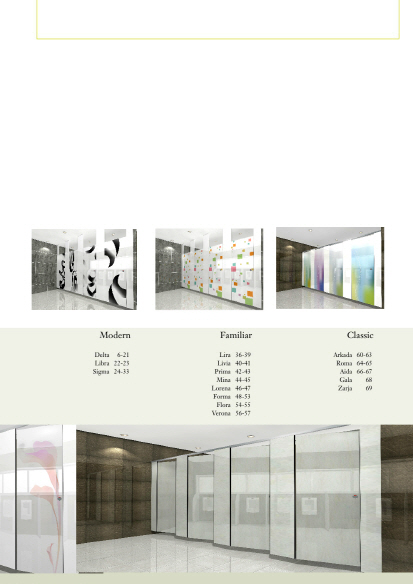 Modern
Delta 6-21
Libra 22-23
Sigma 24-33
Familiar
Lira 36-39
Livia 40-41
Prima 42-43
Mina 44-45
Lorena 46-47
Forma 48-53
Flora 54-55
Verona 56-57
Classic
Arkada 60-63
Roma 64-65
Aida 66-67
Gala 68
Zarja 69